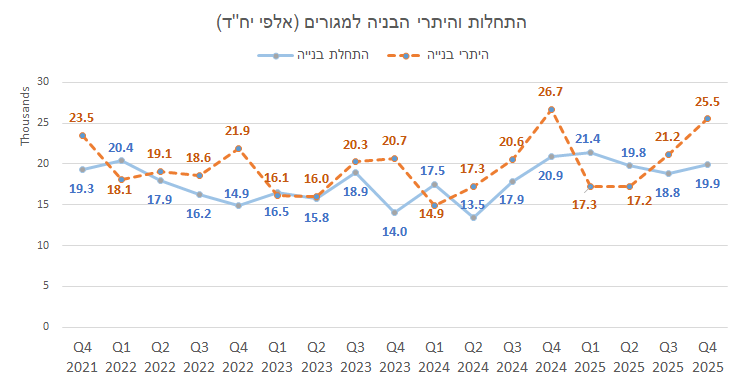 התחלות והיתרי הבניה למגורים (אלפי יח"ד)
התחלת בנייה היתרי בנייה
Thousands
30
25
20
15
10
5
0
23.5 18.1 19.1 18.6 21.9 16.1 16.0 20.3 20.7 14.9 17.3 20.6 26.7 17.3 17.2 21.2 25.5
19.3 20.4 17.9 16.2 14.9 16.5 15.8 18.9 14.0 17.5 13.5 17.9 20.9 21.4 19.8 18.8 19.9
Q4 Q1 Q2 Q3 Q4 Q1 Q2 Q3 Q4 Q1 Q2 Q3 Q4 Q1 Q2 Q3 Q4
2021 2022 2022 2022 2022 2023 2023 2023 2023 2024 2024 2024 2024 2025 2025 2025 2025